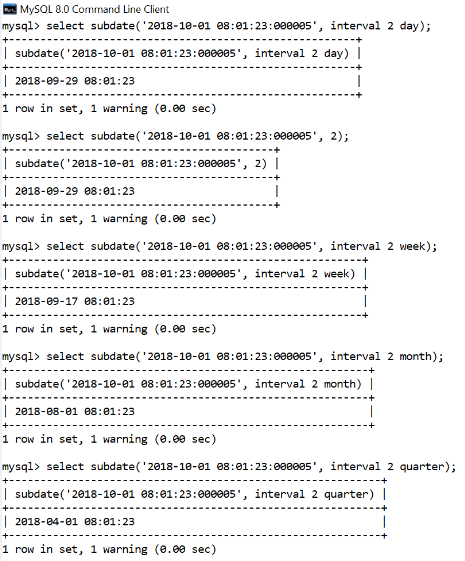 MySQL 8.0 Command Line Client
mysql> select subdate('2018-10-01 08:01:23:000005', interval 2 day);
+------------------------------------------------------+
| subdate('2018-10-01 08:01:23:000005', interval 2 day) |
+------------------------------------------------------+
| 2018-09-29 08:01:23 |
+------------------------------------------------------+
1 row in set, 1 warning (0.00 sec)
mysql> select subdate('2018-10-01 08:01:23:000005', 2);
+-----------------------------------------+
| subdate('2018-10-01 08:01:23:000005', 2) |
+-----------------------------------------+
| 2018-09-29 08:01:23 |
+-----------------------------------------+
1 row in set, 1 warning (0.00 sec)
mysql> select subdate('2018-10-01 08:01:23:000005', interval 2 week);
+-------------------------------------------------------+
| subdate('2018-10-01 08:01:23:000005', interval 2 week) |
+-------------------------------------------------------+
| 2018-09-17 08:01:23 |
+-------------------------------------------------------+
1 row in set, 1 warning (0.00 sec)
mysql> select subdate('2018-10-01 08:01:23:000005', interval 2 month);
+--------------------------------------------------------+
| subdate('2018-10-01 08:01:23:000005', interval 2 month) |
+--------------------------------------------------------+
| 2018-08-01 08:01:23 |
+--------------------------------------------------------+
1 row in set, 1 warning (0.00 sec)
mysql> select subdate('2018-10-01 08:01:23:000005', interval 2 quarter);
+----------------------------------------------------------+
| subdate('2018-10-01 08:01:23:000005', interval 2 quarter) |
+----------------------------------------------------------+
| 2018-04-01 08:01:23 |
+----------------------------------------------------------+
1 row in set, 1 warning (0.00 sec)